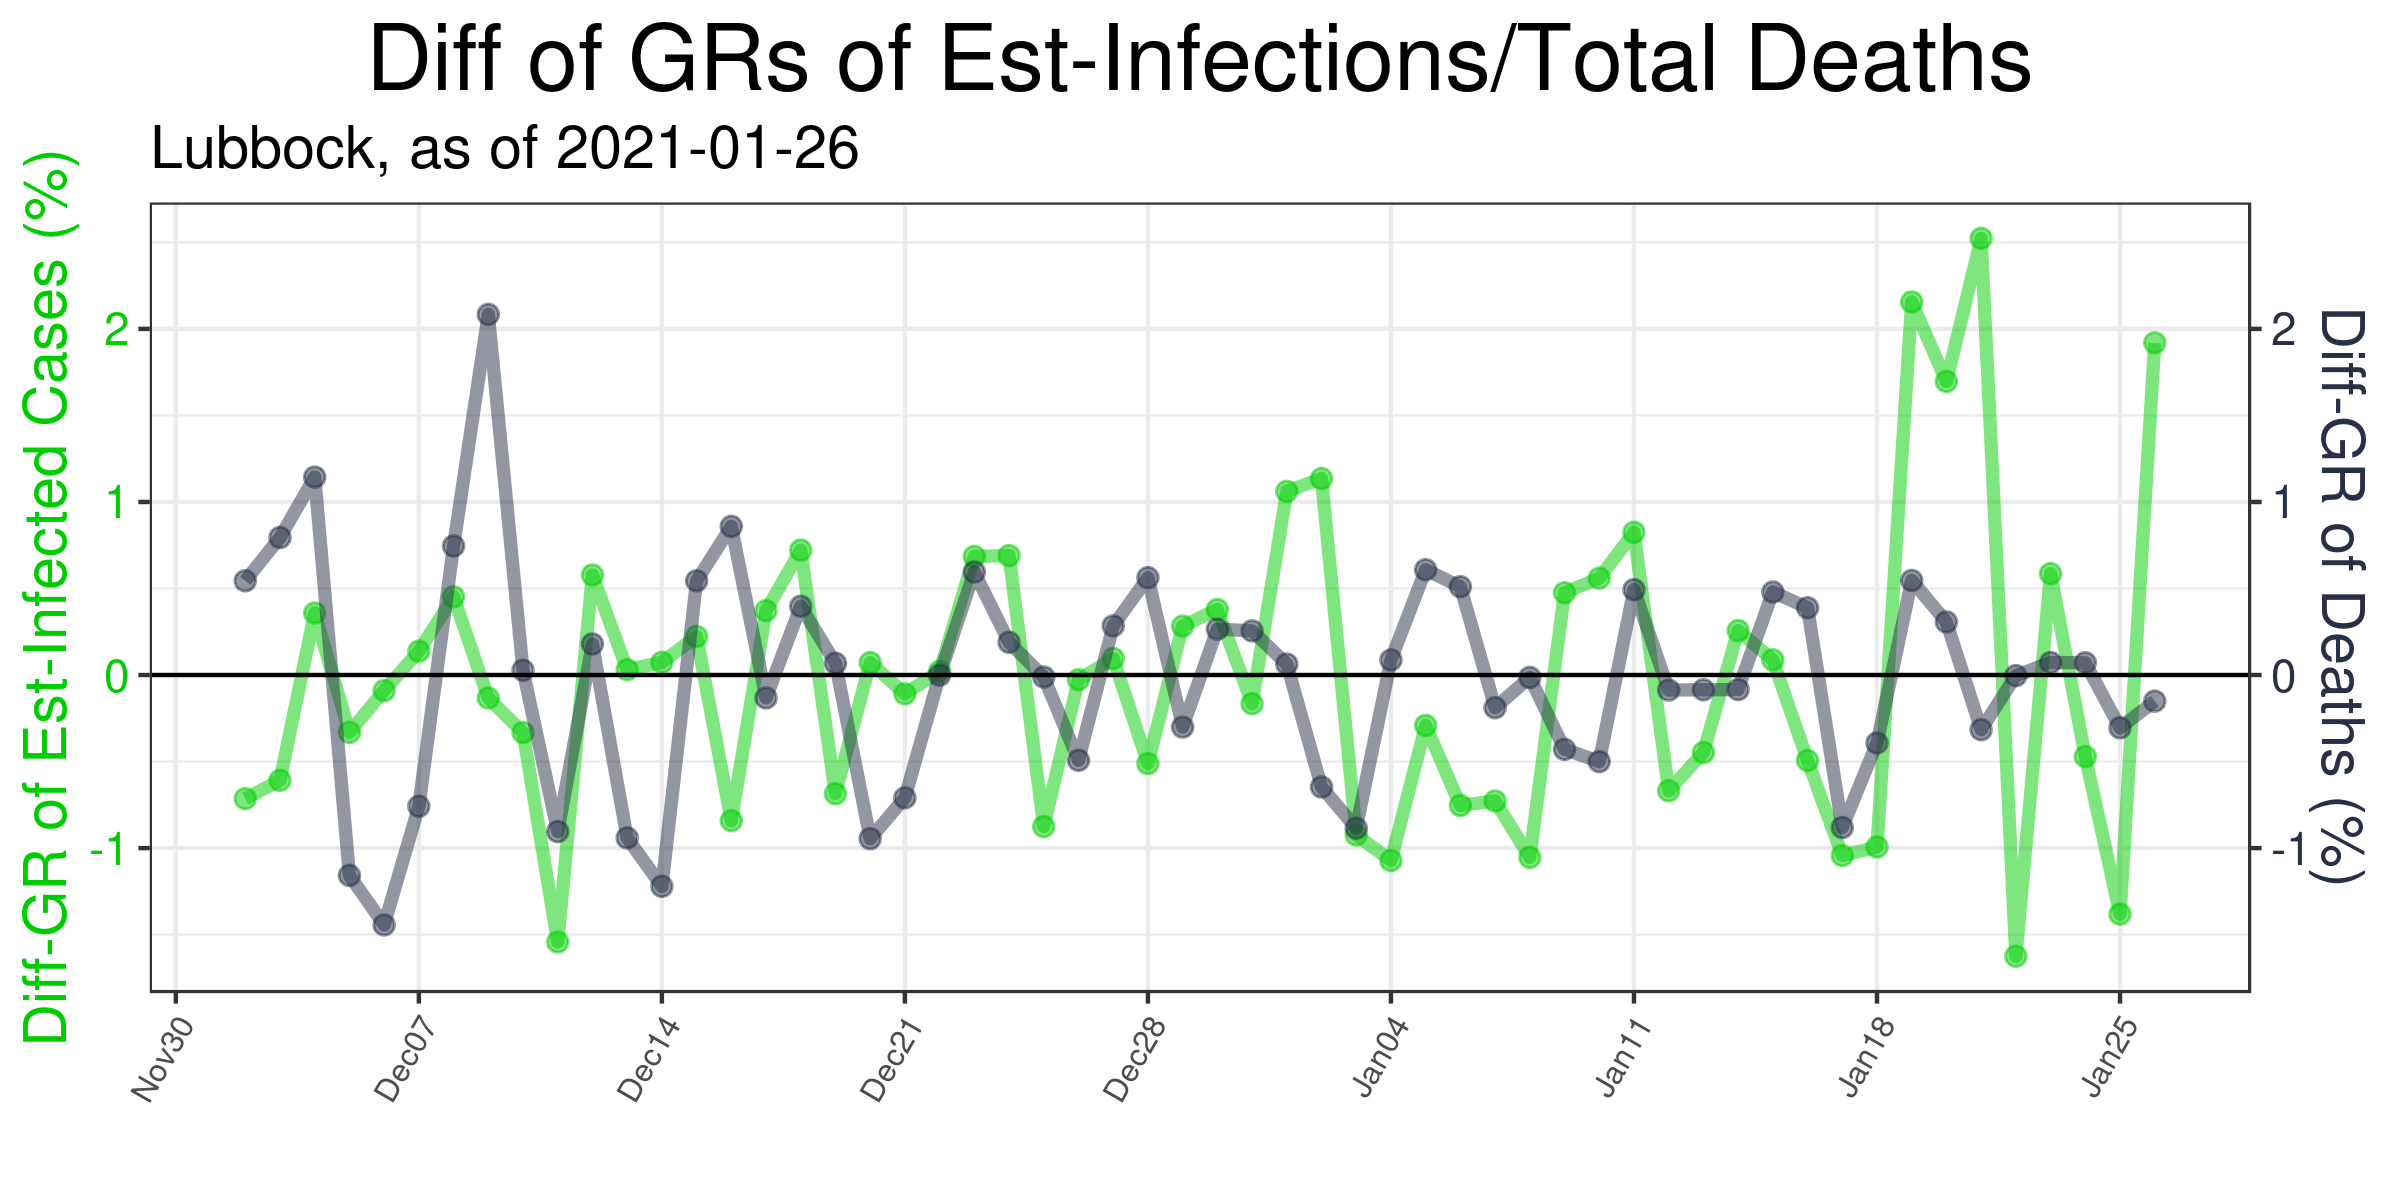 Diff of GRs of Est-Infections/Total Deaths
Lubbock, as of 2021-01-26
Diff-GR of Est-Infected Cases (%)
2
1
0
-1
2
1
0
-1
Diff-GR of Deaths (%)
Nov30
Dec07
Dec14
Dec21
Dec28
Jan04
Jan11
Jan18
Jan25